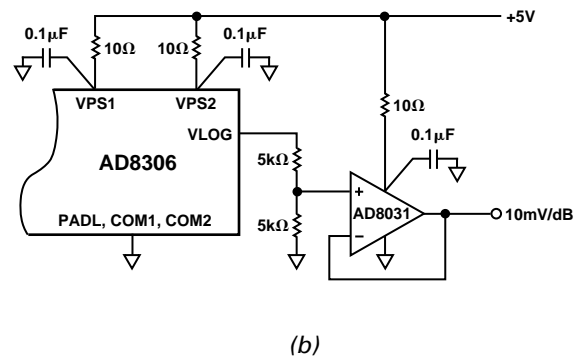 +5V
0.1µF
10Ω
10Ω
0.1µF
10Ω
VPS1
VPS2
0.1µF
VLOG
AD8306
5kΩ
+
AD8031
10mV/dB
PADL, COM1, COM2
5kΩ
−
(b)